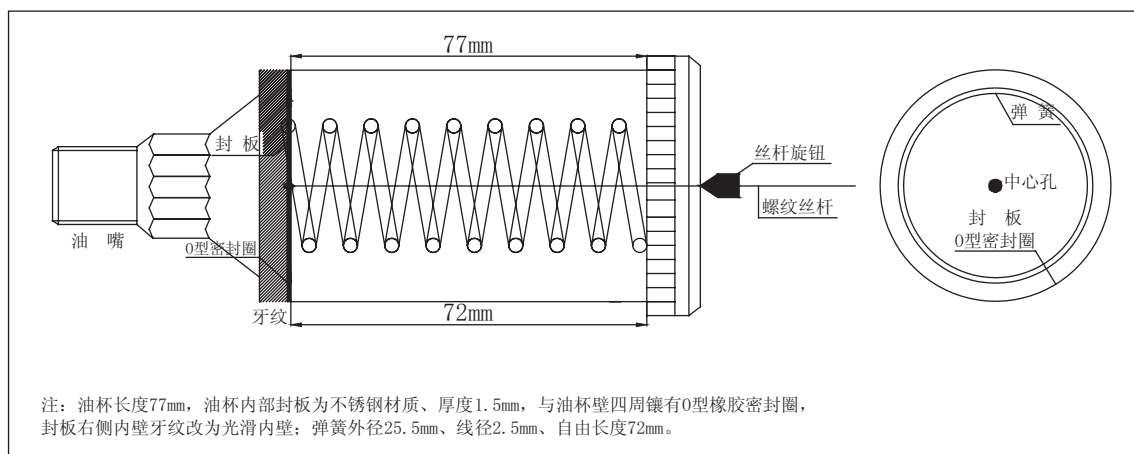 77mm
弹 簧
封 板
丝杆旋钮
中心孔
螺纹丝杆
封 板
油 嘴
O型密封圈
O型密封圈
牙纹
72mm
注：油杯长度77mm，油杯内部封板为不锈钢材质、厚度1.5mm，与油杯壁四周镶有O型橡胶密封圈，
封板右侧内壁牙纹改为光滑内壁；弹簧外径25.5mm、线径2.5mm、自由长度72mm。